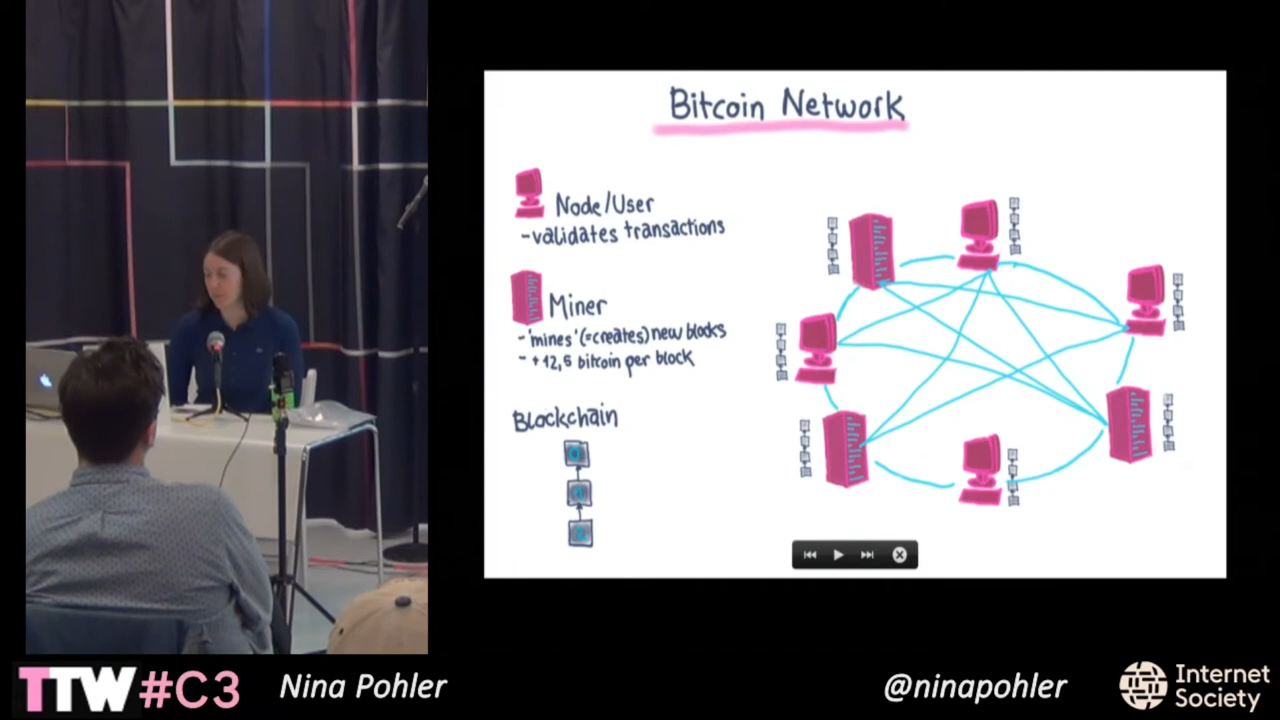 Bitcoin Network
Node/User
-validates transactions
Miner
-'mines'(=creates) new blocks
- +12,5 bitcoin per block
Blockchain
TTW#C3
Nina Pohler
@ninapohler
Internet
Society